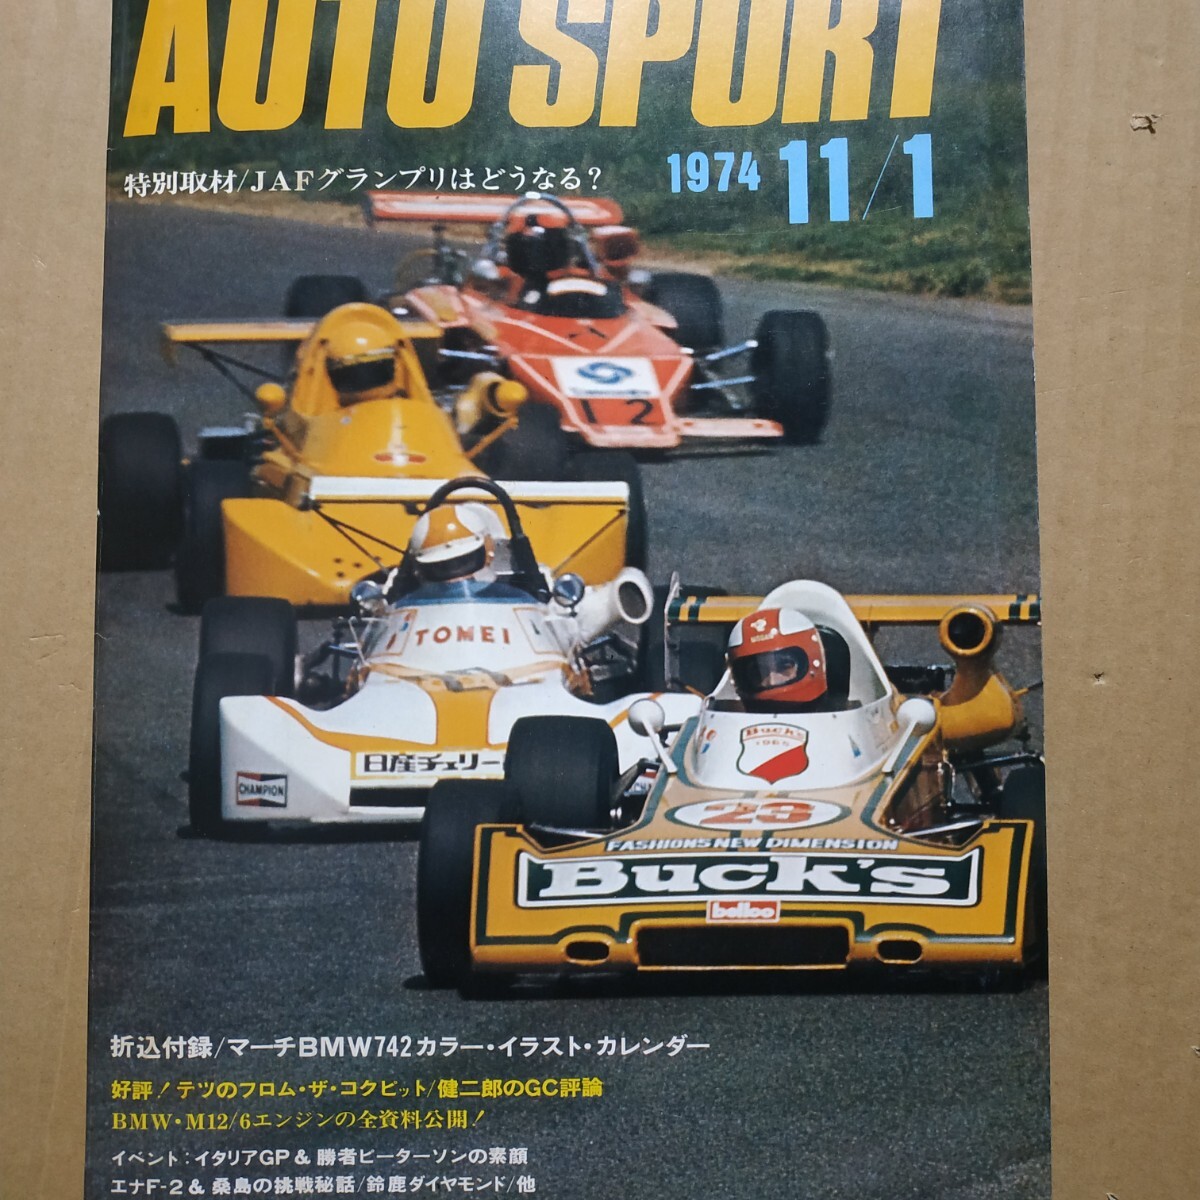 AUTO SPORT
1974 11/1
特別取材/JAFグランプリはどうなる?
12
TOMEI
日産チェリー
CHAMPION
Buck's
1966
23
FASHIONS NEW DIMENSION
Buck's
bellco
折込付録/マーチBMW742カラー・イラスト・カレンダー
好評!テツのフロム・ザ・コクピット/健二郎のGC評論
BMW・M12/6エンジンの全資料公開!
イベント:イタリアGP & 勝者ピーターソンの素顔
エナF-2 & 桑島の挑戦秘話/鈴鹿ダイヤモンド/他